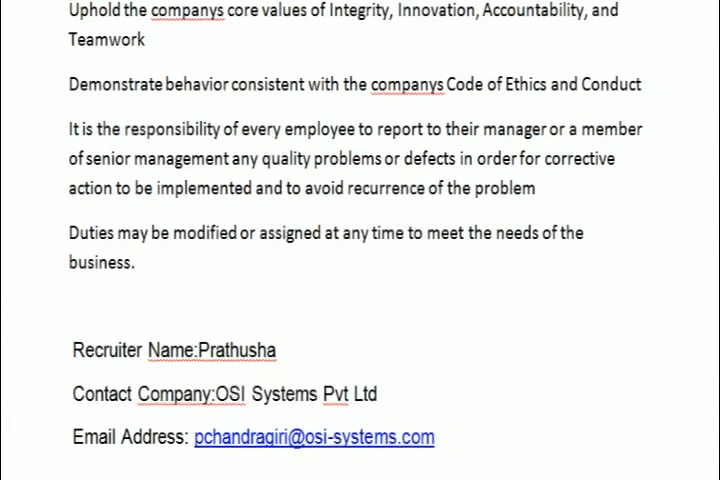 Uphold the companys core values of Integrity, Innovation, Accountability, and
Teamwork
Demonstrate behavior consistent with the companys Code of Ethics and Conduct
It is the responsibility of every employee to report to their manager or a member
of senior management any quality problems or defects in order for corrective
action to be implemented and to avoid recurrence of the problem
Duties may be modified or assigned at any time to meet the needs of the
business.
Recruiter Name:Prathusha
Contact Company:OSI Systems Pvt Ltd
Email Address: pchandragiri@osi-systems.com